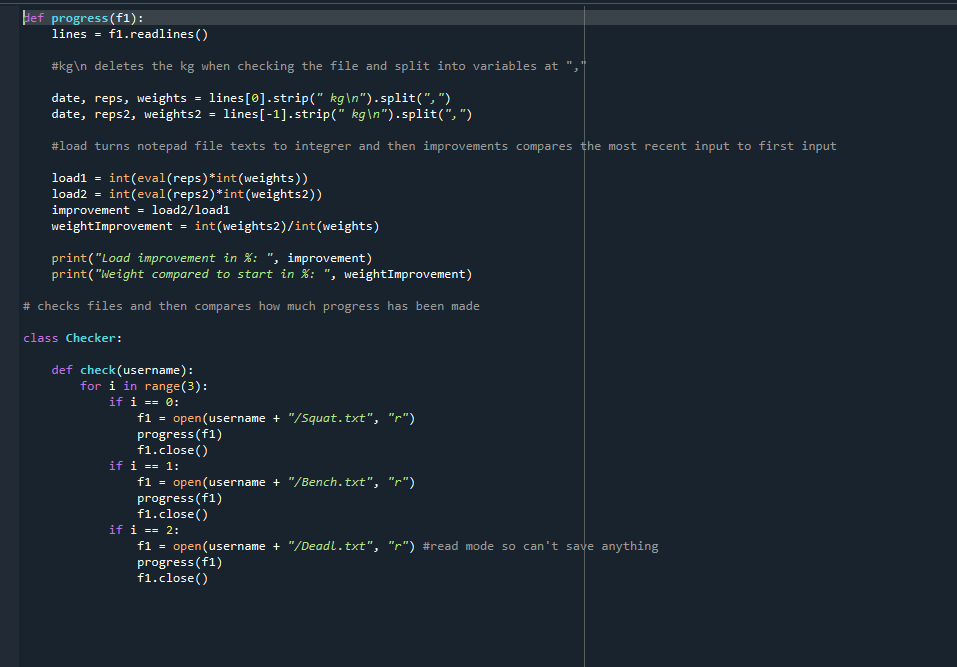 def progress(f1):
    lines = f1.readlines()
    #kg\n deletes the kg when checking the file and split into variables at ","
    date, reps, weights = lines[0].strip(" kg\n").split(",")
    date, reps2, weights2 = lines[-1].strip(" kg\n").split(",")
    #load turns notepad file texts to integrer and then improvements compares the most recent input to first input
    load1 = int(eval(reps)*int(weights))
    load2 = int(eval(reps2)*int(weights2))
    improvement = load2/load1
    weightImprovement = int(weights2)/int(weights)
    print("Load improvement in %: ", improvement)
    print("Weight compared to start in %: ", weightImprovement)
# checks files and then compares how much progress has been made
class Checker:
    def check(username):
        for i in range(3):
            if i == 0:
                f1 = open(username + "/Squat.txt", "r")
                progress(f1)
                f1.close()
            if i == 1:
                f1 = open(username + "/Bench.txt", "r")
                progress(f1)
                f1.close()
            if i == 2:
                f1 = open(username + "/Deadl.txt", "r") #read mode so can't save anything
                progress(f1)
                f1.close()